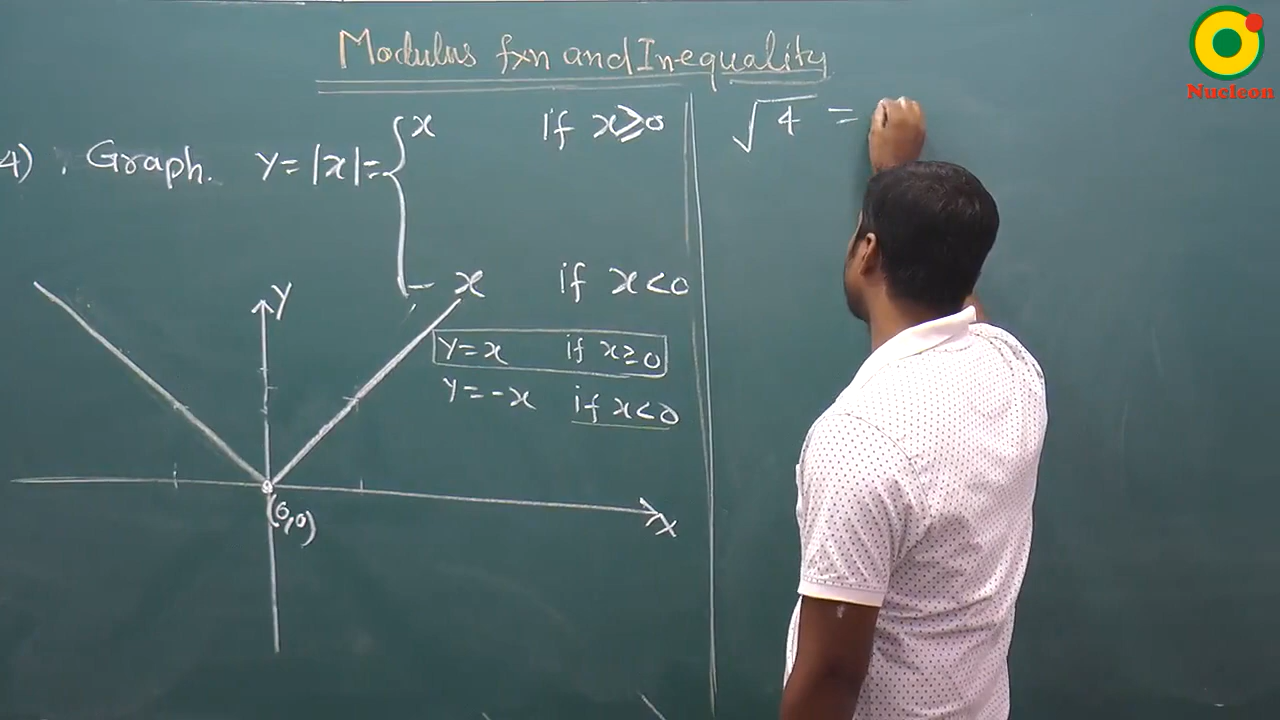 Modulus fxn and Inequality
Nucleon
4) . Graph. Y = |x| = { x if x ≥ 0
- x if x < 0
√4 =
Y
Y = x if x ≥ 0
Y = -x if x < 0
(0,0)
X